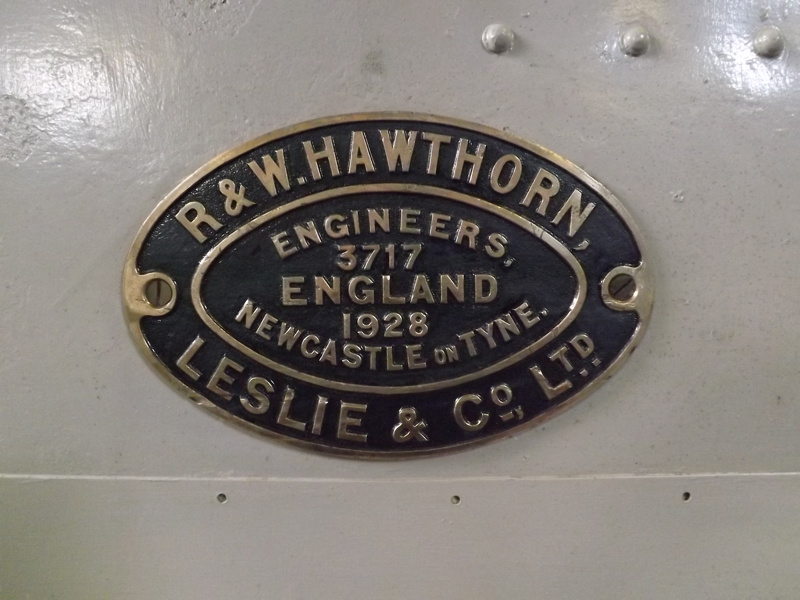 R & W. HAWTHORN,
ENGINEERS,
3717
ENGLAND
1928
NEWCASTLE ON TYNE.
LESLIE & Co LTD